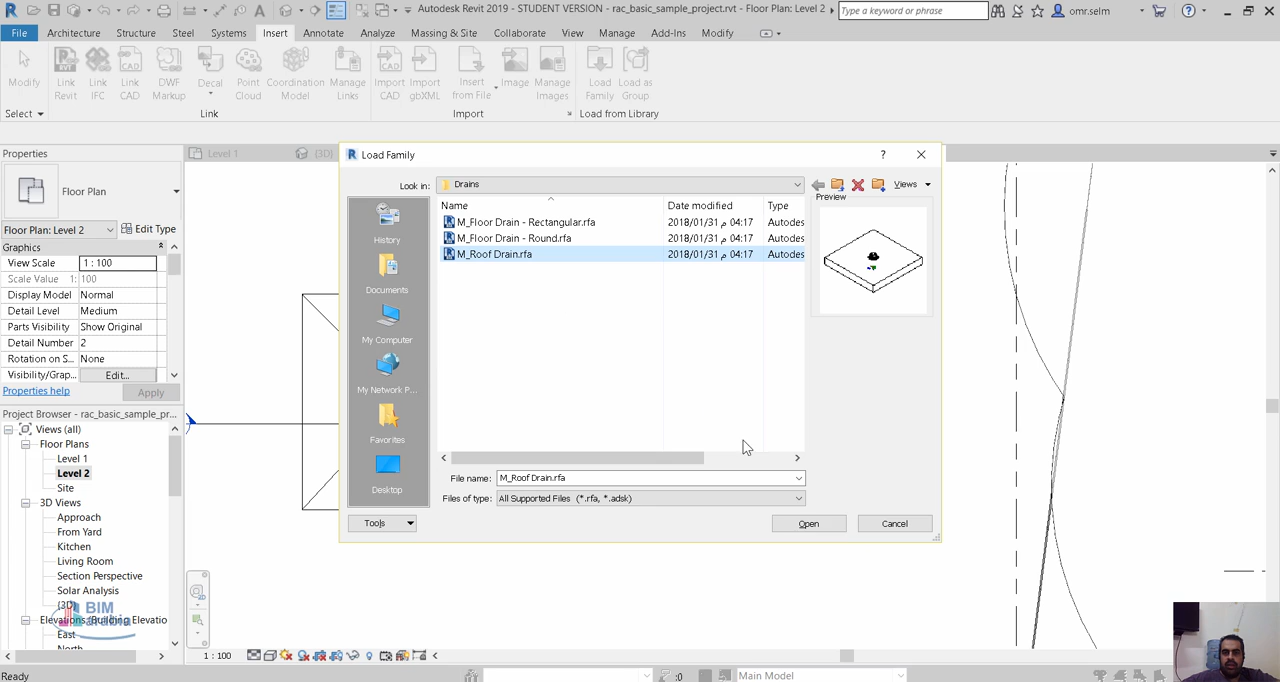 Autodesk Revit 2019 - STUDENT VERSION - rac_basic_sample_project.rvt - Floor Plan: Level 2
Type a keyword or phrase
omr.selm
File Architecture Structure Steel Systems Insert Annotate Analyze Massing & Site Collaborate View Manage Add-Ins Modify
Modify
Link Revit
Link IFC
Link CAD
DWF Markup
Decal
Point Cloud
Coordination Model
Manage Links
Import CAD
Import gbXML
Insert from File
Image
Manage Images
Load Family
Load as Group
Select
Link
Import
Load from Library
Properties
Floor Plan
Floor Plan: Level 2
Edit Type
Graphics
View Scale 1 : 100
Scale Value 1: 100
Display Model Normal
Detail Level Medium
Parts Visibility Show Original
Detail Number 2
Rotation on S... None
Visibility/Grap... Edit...
Properties help
Apply
Project Browser - rac_basic_sample_pr...
Views (all)
Floor Plans
Level 1
Level 2
Site
3D Views
Approach
From Yard
Kitchen
Living Room
Section Perspective
Solar Analysis
{3D}
Elevations (Building Elevatio
East
North
BIM
arabia
Level 1
{3D}
Load Family
?
Look in: Drains
Views
Preview
Name Date modified Type
M_Floor Drain - Rectangular.rfa 2018/01/31 م 04:17 Autodes
M_Floor Drain - Round.rfa 2018/01/31 م 04:17 Autodes
M_Roof Drain.rfa 2018/01/31 م 04:17 Autodes
History
Documents
My Computer
My Network P...
Favorites
Desktop
File name: M_Roof Drain.rfa
Files of type: All Supported Files (*.rfa, *.adsk)
Tools
Open
Cancel
1 : 100
Ready
:0
Main Model